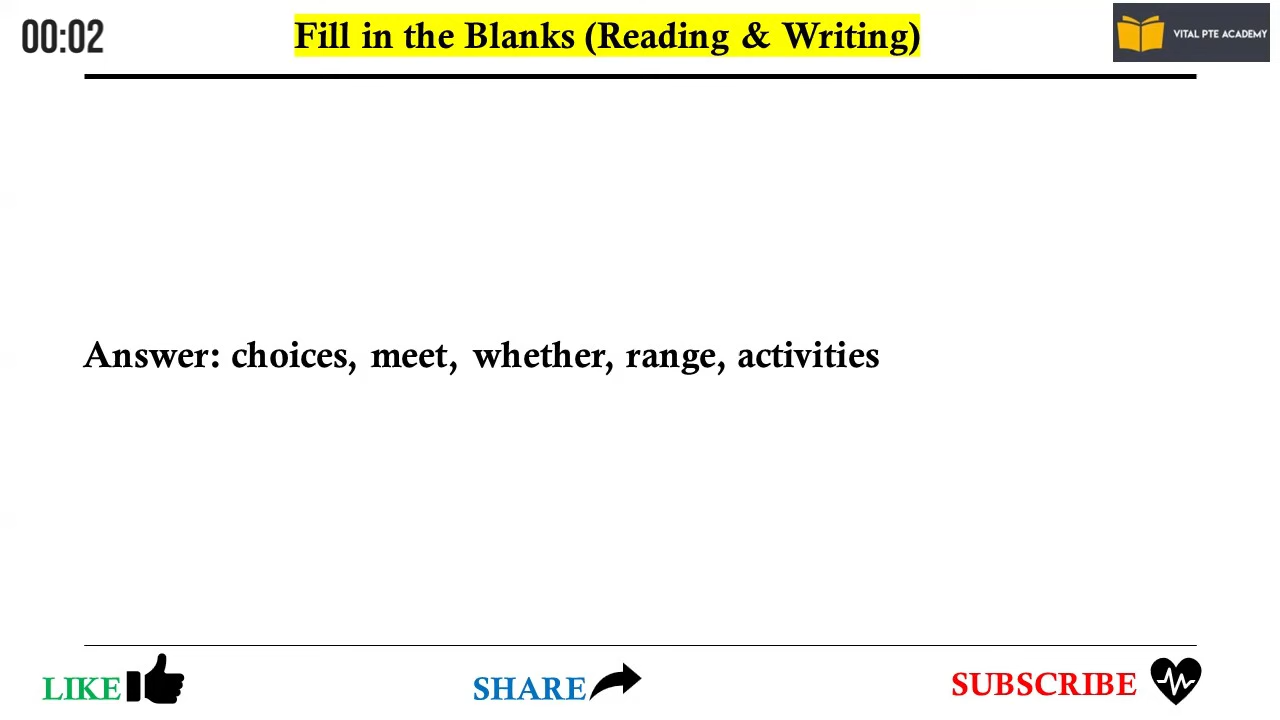 00:02
Fill in the Blanks (Reading & Writing)
VITAL PTE ACADEMY
Answer: choices, meet, whether, range, activities
LIKE
SHARE
SUBSCRIBE